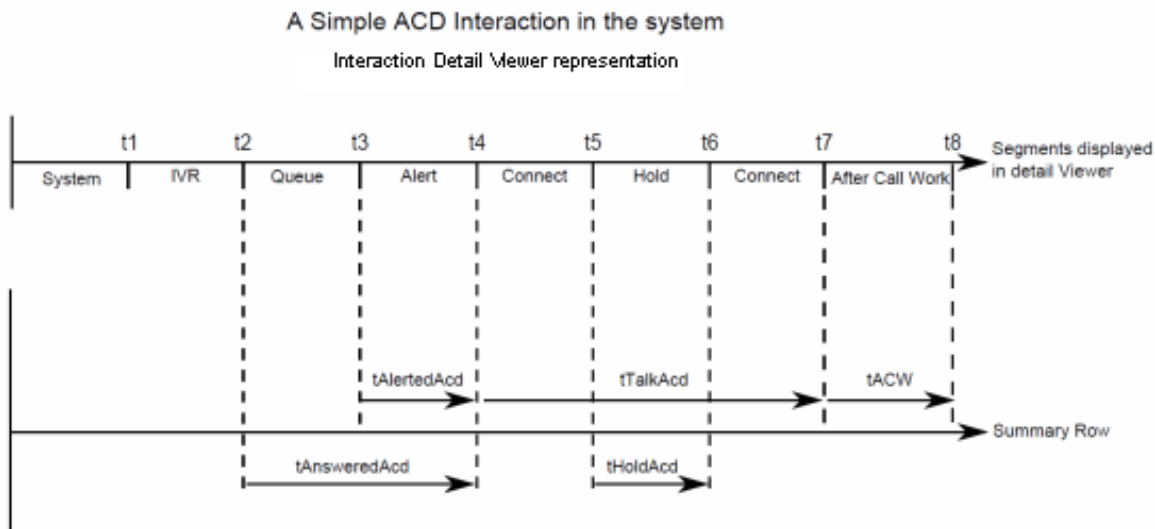 A Simple ACD Interaction in the system
Interaction Detail Viewer representation
t1 t2 t3 t4 t5 t6 t7 t8
System IVR Queue Alert Connect Hold Connect After Call Work
Segments displayed
in detail Viewer
tAlertedAcd tTalkAcd tACW
Summary Row
tAnsweredAcd tHoldAcd